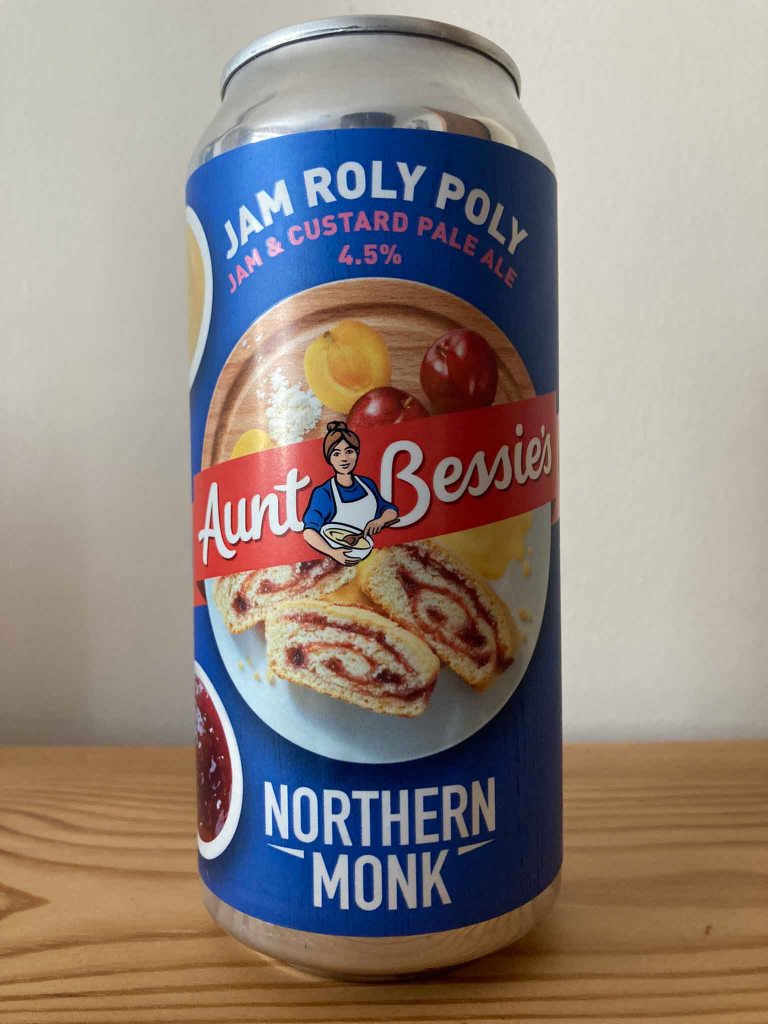 JAM ROLY POLY
JAM & CUSTARD PALE ALE
4.5%
Aunt Bessie's
NORTHERN
MONK